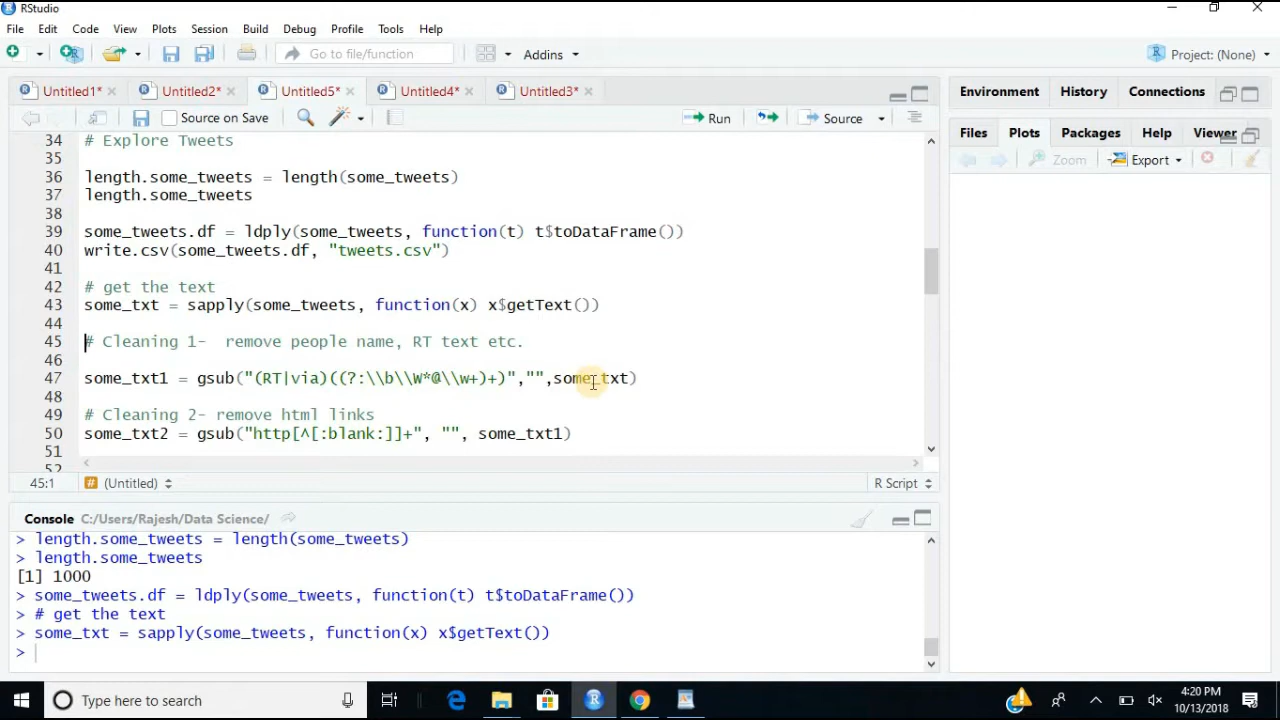 RStudio
File Edit Code View Plots Session Build Debug Profile Tools Help
Go to file/function Addins Project: (None)
Untitled1* Untitled2* Untitled5* Untitled4* Untitled3*
Environment History Connections
Source on Save Run Source
Files Plots Packages Help Viewer
Zoom Export
34 # Explore Tweets
35
36 length.some_tweets = length(some_tweets)
37 length.some_tweets
38
39 some_tweets.df = ldply(some_tweets, function(t) t$toDataFrame())
40 write.csv(some_tweets.df, "tweets.csv")
41
42 # get the text
43 some_txt = sapply(some_tweets, function(x) x$getText())
44
45 # Cleaning 1-  remove people name, RT text etc.
46
47 some_txt1 = gsub("(RT|via)((?:\\b\\W*@\\w+)+)","",some_txt)
48
49 # Cleaning 2- remove html links
50 some_txt2 = gsub("http[^[:blank:]]+", "", some_txt1)
51
52
45:1 # (Untitled) R Script
Console C:/Users/Rajesh/Data Science/
> length.some_tweets = length(some_tweets)
> length.some_tweets
[1] 1000
> some_tweets.df = ldply(some_tweets, function(t) t$toDataFrame())
> # get the text
> some_txt = sapply(some_tweets, function(x) x$getText())
>
Type here to search
4:20 PM
10/13/2018